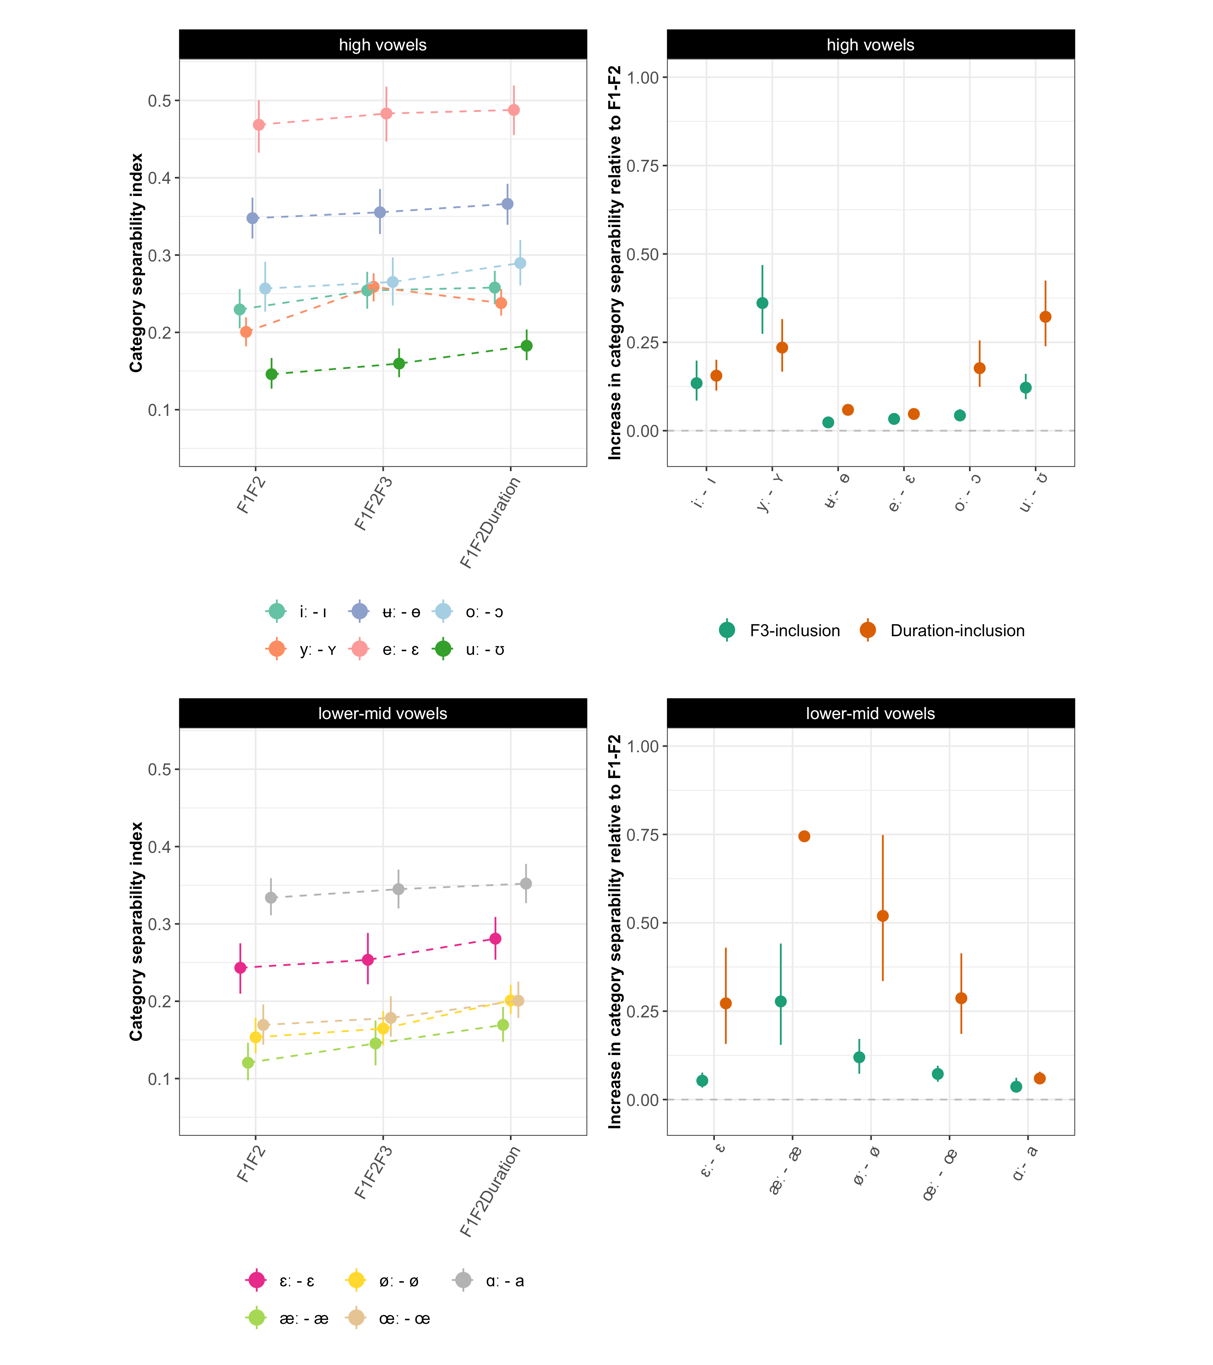 high vowels
Category separability index
0.5
0.4
0.3
0.2
0.1
F1F2
F1F2F3
F1F2Duration
iː - ɪ
ʉː - ɵ
oː - ɔ
yː - ʏ
eː - ɛ
uː - ʊ
high vowels
Increase in category separability relative to F1-F2
1.00
0.75
0.50
0.25
0.00
iː - ɪ
yː - ʏ
ʉː - ɵ
eː - ɛ
oː - ɔ
uː - ʊ
F3-inclusion
Duration-inclusion
lower-mid vowels
Category separability index
0.5
0.4
0.3
0.2
0.1
F1F2
F1F2F3
F1F2Duration
ɛː - ɛ
øː - ø
ɑː - a
æː - æ
œː - œ
lower-mid vowels
Increase in category separability relative to F1-F2
1.00
0.75
0.50
0.25
0.00
ɛː - ɛ
æː - æ
øː - ø
œː - œ
ɑː - a